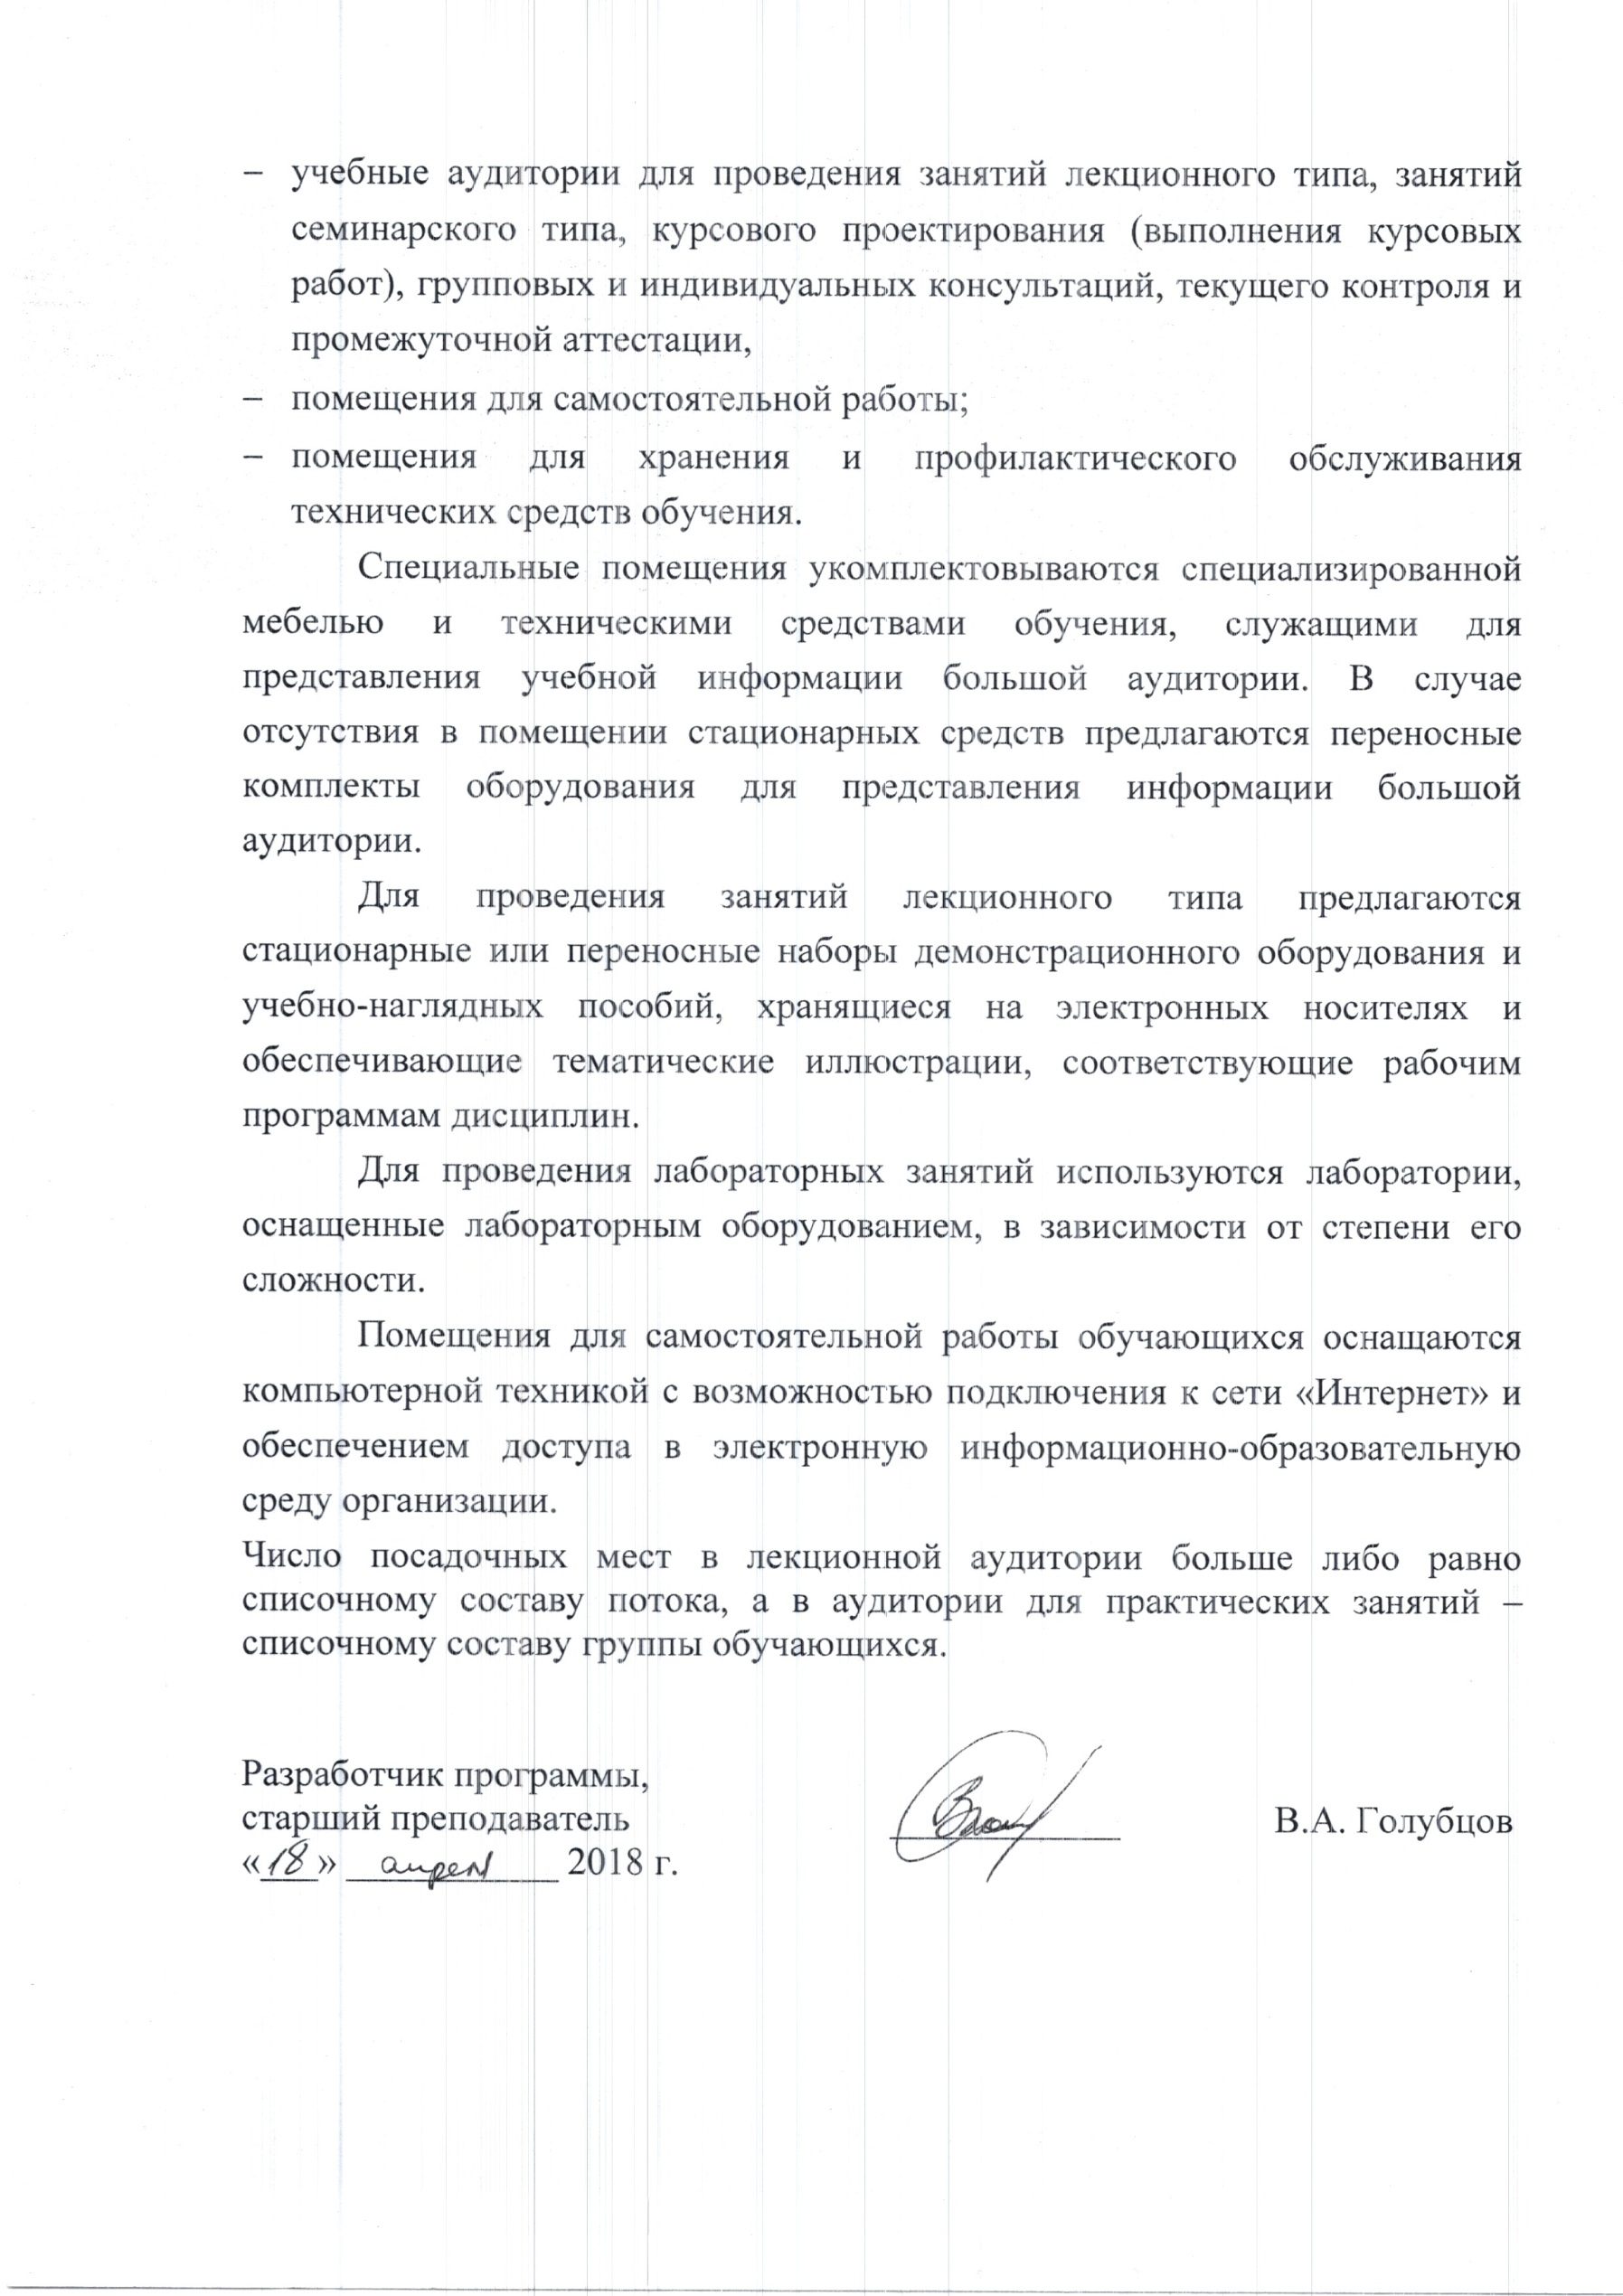 – учебные аудитории для проведения занятий лекционного типа, занятий
семинарского типа, курсового проектирования (выполнения курсовых
работ), групповых и индивидуальных консультаций, текущего контроля и
промежуточной аттестации,
– помещения для самостоятельной работы;
– помещения для хранения и профилактического обслуживания
технических средств обучения.
Специальные помещения укомплектовываются специализированной
мебелью и техническими средствами обучения, служащими для
представления учебной информации большой аудитории. В случае
отсутствия в помещении стационарных средств предлагаются переносные
комплекты оборудования для представления информации большой
аудитории.
Для проведения занятий лекционного типа предлагаются
стационарные или переносные наборы демонстрационного оборудования и
учебно-наглядных пособий, хранящиеся на электронных носителях и
обеспечивающие тематические иллюстрации, соответствующие рабочим
программам дисциплин.
Для проведения лабораторных занятий используются лаборатории,
оснащенные лабораторным оборудованием, в зависимости от степени его
сложности.
Помещения для самостоятельной работы обучающихся оснащаются
компьютерной техникой с возможностью подключения к сети «Интернет» и
обеспечением доступа в электронную информационно-образовательную
среду организации.
Число посадочных мест в лекционной аудитории больше либо равно
списочному составу потока, а в аудитории для практических занятий –
списочному составу группы обучающихся.
Разработчик программы,
старший преподаватель В.А. Голубцов
«18» апреля 2018 г.